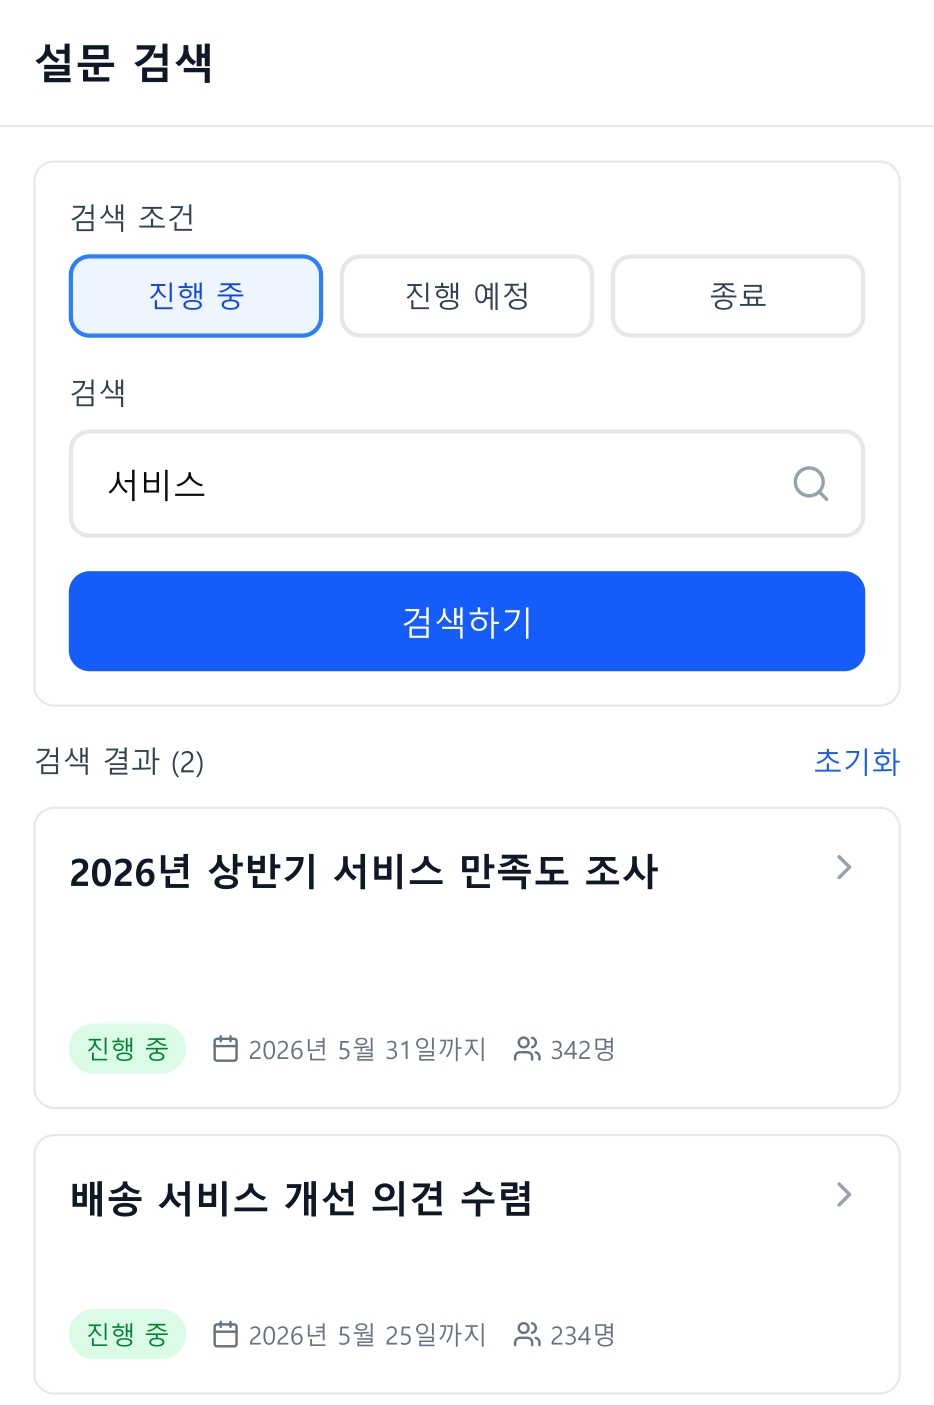 설문 검색
검색 조건
진행 중 진행 예정 종료
검색
서비스
검색하기
검색 결과 (2) 초기화
2026년 상반기 서비스 만족도 조사
진행 중 2026년 5월 31일까지 342명
배송 서비스 개선 의견 수렴
진행 중 2026년 5월 25일까지 234명